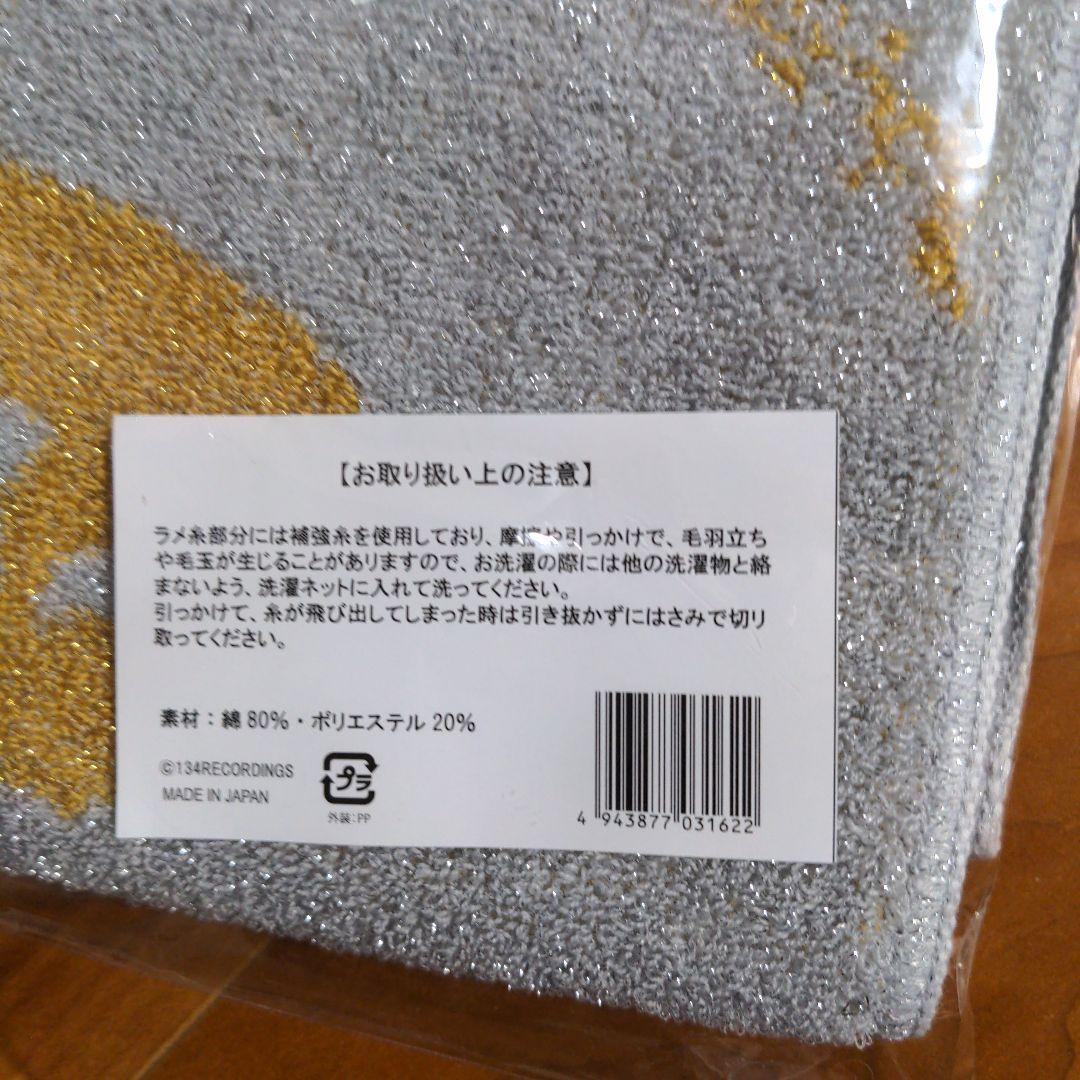 【お取り扱い上の注意】
ラメ糸部分には補強糸を使用しており、摩擦や引っかけで、毛羽立ち
や毛玉が生じることがありますので、お洗濯の際には他の洗濯物と絡
まないよう、洗濯ネットに入れて洗ってください。
引っかけて、糸が飛び出してしまった時は引き抜かずにはさみで切り
取ってください。
素材：綿 80%・ポリエステル 20%
©134RECORDINGS
MADE IN JAPAN
プラ
外装:PP
4 943877 031622